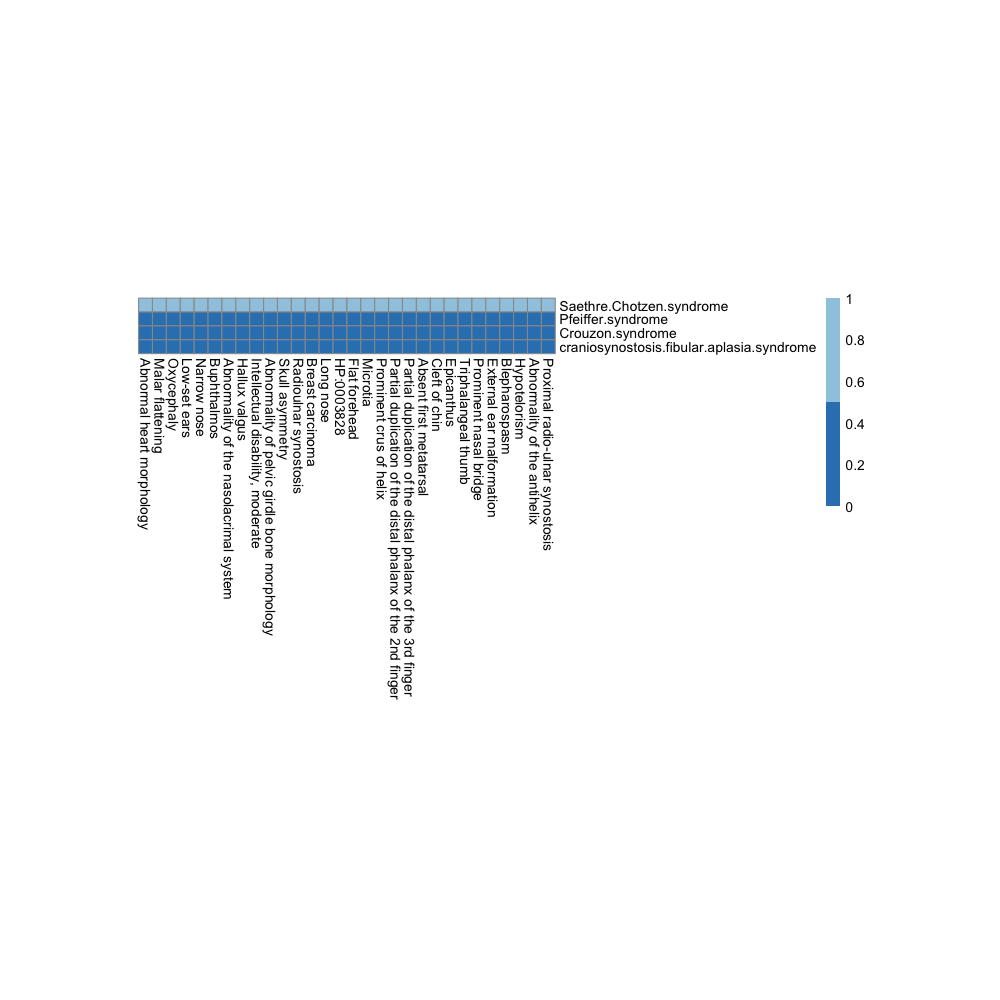 Saethre.Chotzen.syndrome
Pfeiffer.syndrome
Crouzon.syndrome
craniosynostosis.fibular.aplasia.syndrome
1
0.8
0.6
0.4
0.2
0
Abnormal heart morphology
Malar flattening
Oxycephaly
Low-set ears
Narrow nose
Buphthalmos
Abnormality of the nasolacrimal system
Hallux valgus
Intellectual disability, moderate
Abnormality of pelvic girdle bone morphology
Skull asymmetry
Radioulnar synostosis
Breast carcinoma
Long nose
HP:0003828
Flat forehead
Microtia
Prominent crus of helix
Partial duplication of the distal phalanx of the 2nd finger
Partial duplication of the distal phalanx of the 3rd finger
Absent first metatarsal
Cleft of chin
Epicanthus
Triphalangeal thumb
Prominent nasal bridge
External ear malformation
Blepharospasm
Hypotelorism
Abnormality of the antihelix
Proximal radio-ulnar synostosis